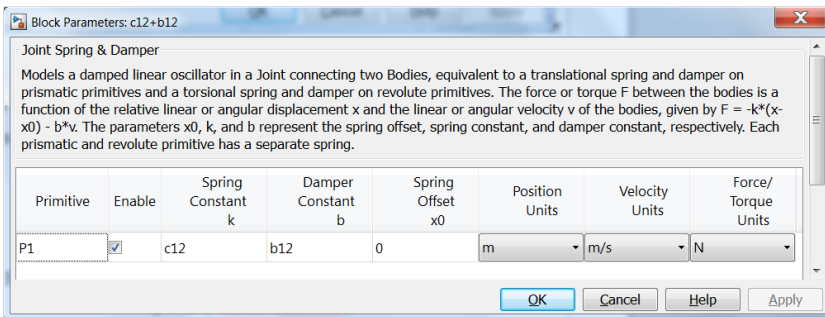 Block Parameters: c12+b12
Joint Spring & Damper
Models a damped linear oscillator in a Joint connecting two Bodies, equivalent to a translational spring and damper on
prismatic primitives and a torsional spring and damper on revolute primitives. The force or torque F between the bodies is a
function of the relative linear or angular displacement x and the linear or angular velocity v of the bodies, given by F = -k*(x-
x0) - b*v. The parameters x0, k, and b represent the spring offset, spring constant, and damper constant, respectively. Each
prismatic and revolute primitive has a separate spring.
Primitive Enable Spring Constant k Damper Constant b Spring Offset x0 Position Units Velocity Units Force/ Torque Units
P1 c12 b12 0 m m/s N
OK Cancel Help Apply